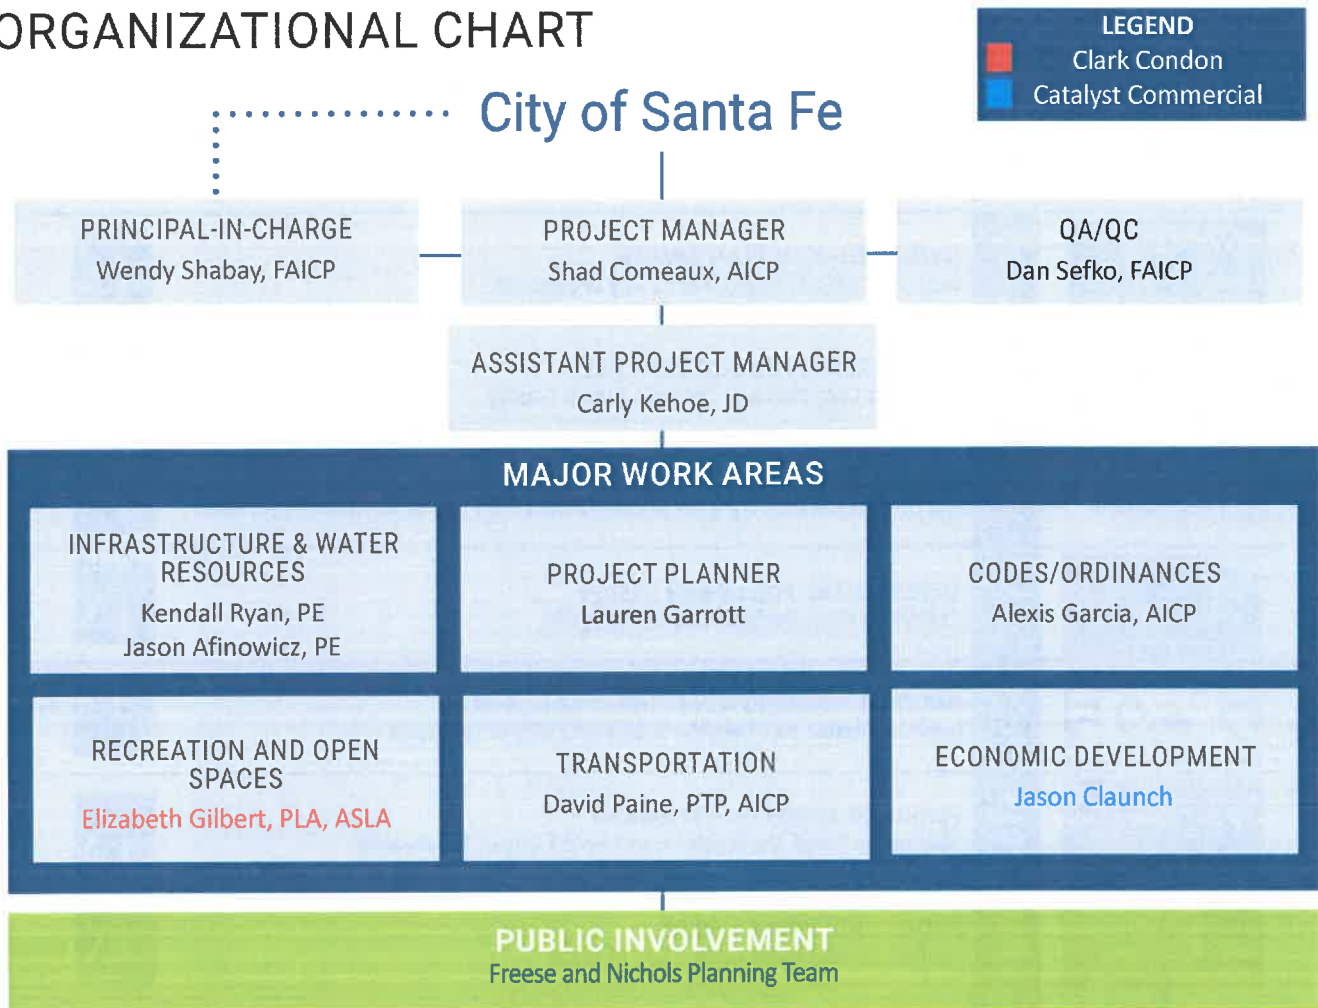 ORGANIZATIONAL CHART
LEGEND
Clark Condon
Catalyst Commercial
City of Santa Fe
PRINCIPAL-IN-CHARGE
Wendy Shabay, FAICP
PROJECT MANAGER
Shad Comeaux, AICP
QA/QC
Dan Sefko, FAICP
ASSISTANT PROJECT MANAGER
Carly Kehoe, JD
MAJOR WORK AREAS
INFRASTRUCTURE & WATER
RESOURCES
Kendall Ryan, PE
Jason Afinowicz, PE
PROJECT PLANNER
Lauren Garrott
CODES/ORDINANCES
Alexis Garcia, AICP
RECREATION AND OPEN
SPACES
Elizabeth Gilbert, PLA, ASLA
TRANSPORTATION
David Paine, PTP, AICP
ECONOMIC DEVELOPMENT
Jason Claunch
PUBLIC INVOLVEMENT
Freese and Nichols Planning Team